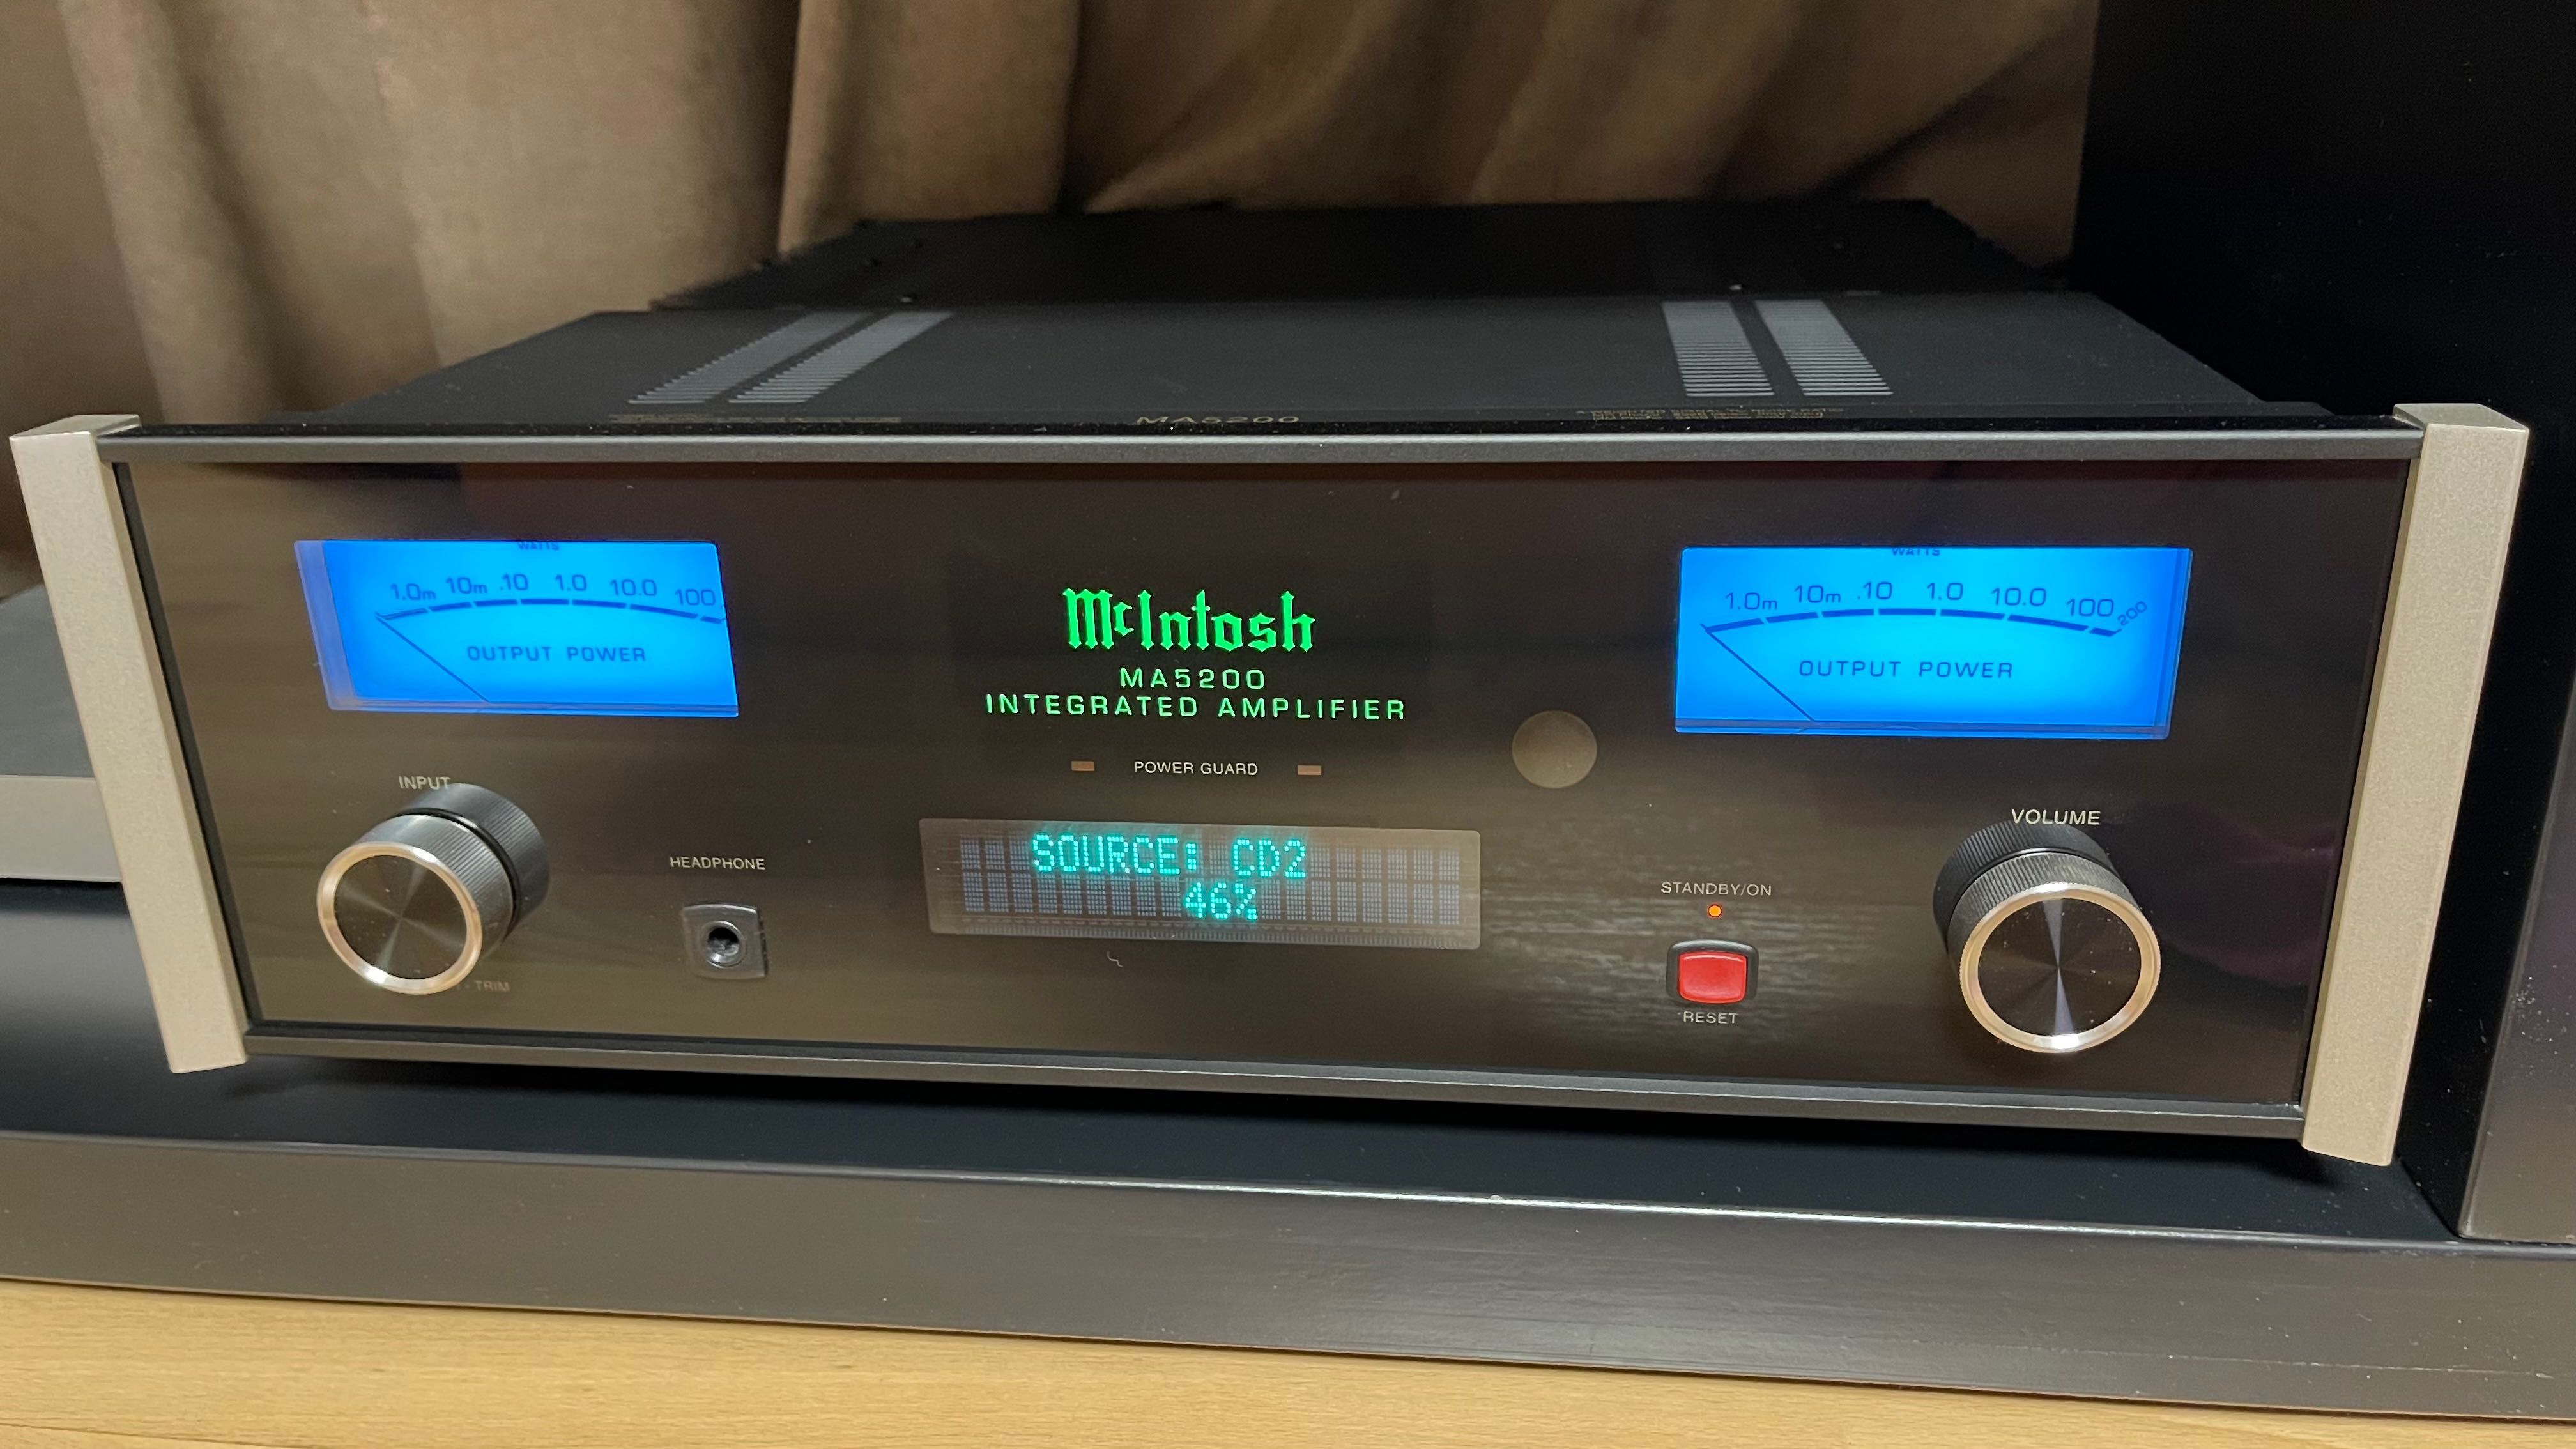 MA5200
WATTS
1.0m 10m .10 1.0 10.0 100
OUTPUT POWER
McIntosh
MA5200
INTEGRATED AMPLIFIER
POWER GUARD
WATTS
1.0m 10m .10 1.0 10.0 100 200
OUTPUT POWER
INPUT
- TRIM
HEADPHONE
SOURCE: CD2
46%
STANDBY/ON
RESET
VOLUME